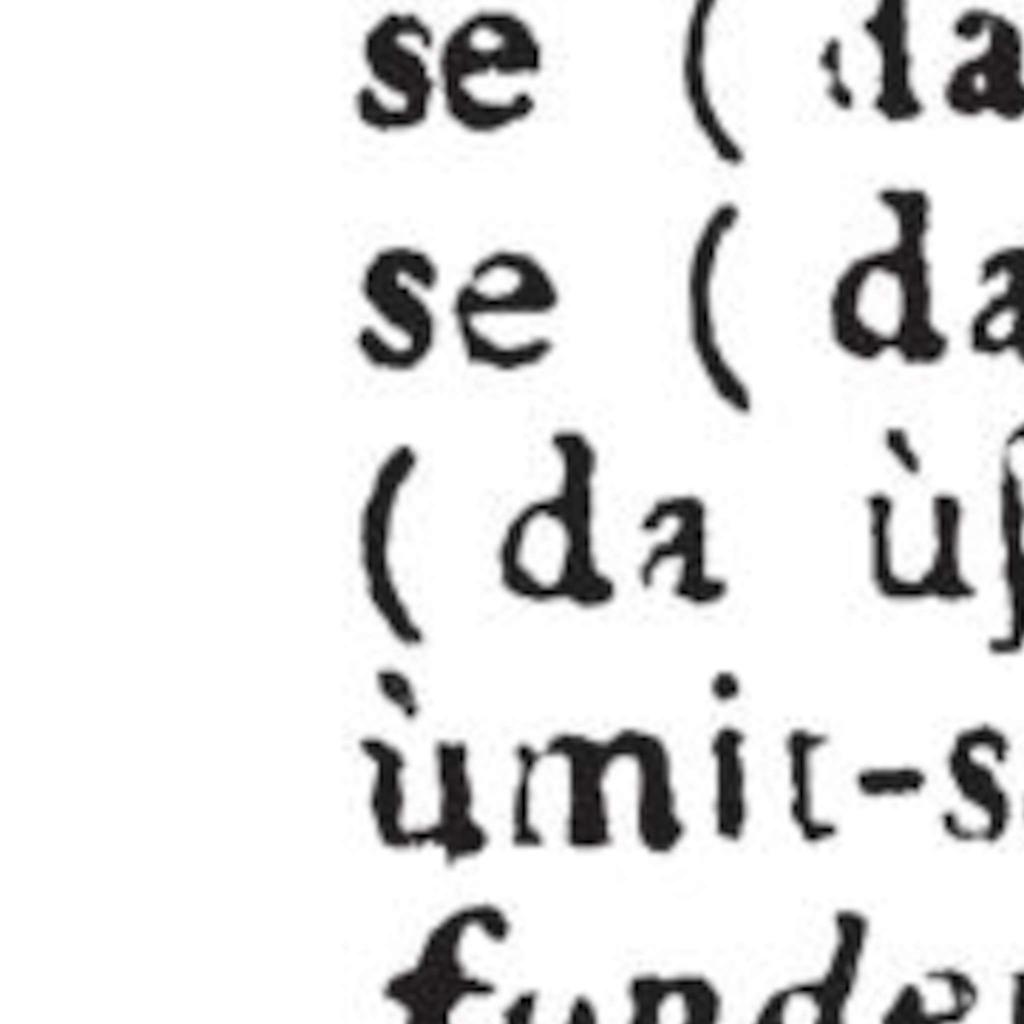 se ( da
se ( da
( da
ùmit-s